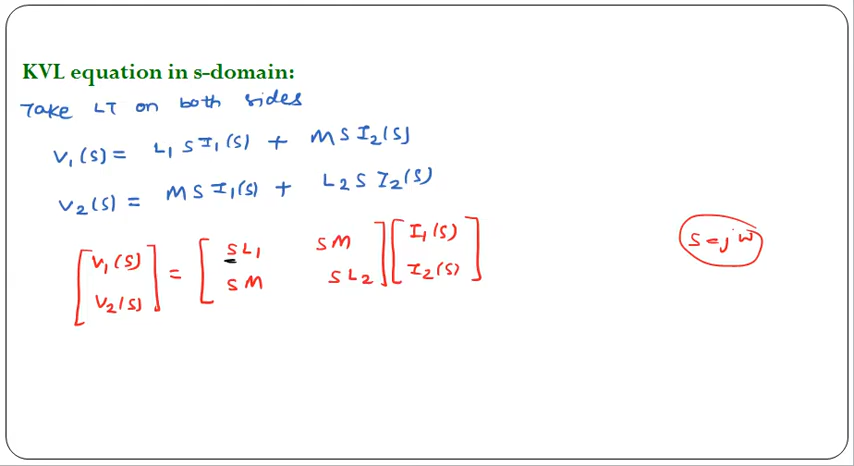 KVL equation in s-domain:
Take LT on both sides
V₁(s) = L₁ S I₁(s) + M S I₂(s)
V₂(s) = M S I₁(s) + L₂ S I₂(s)
[V₁(s) V₂(s)] = [SL₁ SM SM SL₂] [I₁(s) I₂(s)]
S=jω